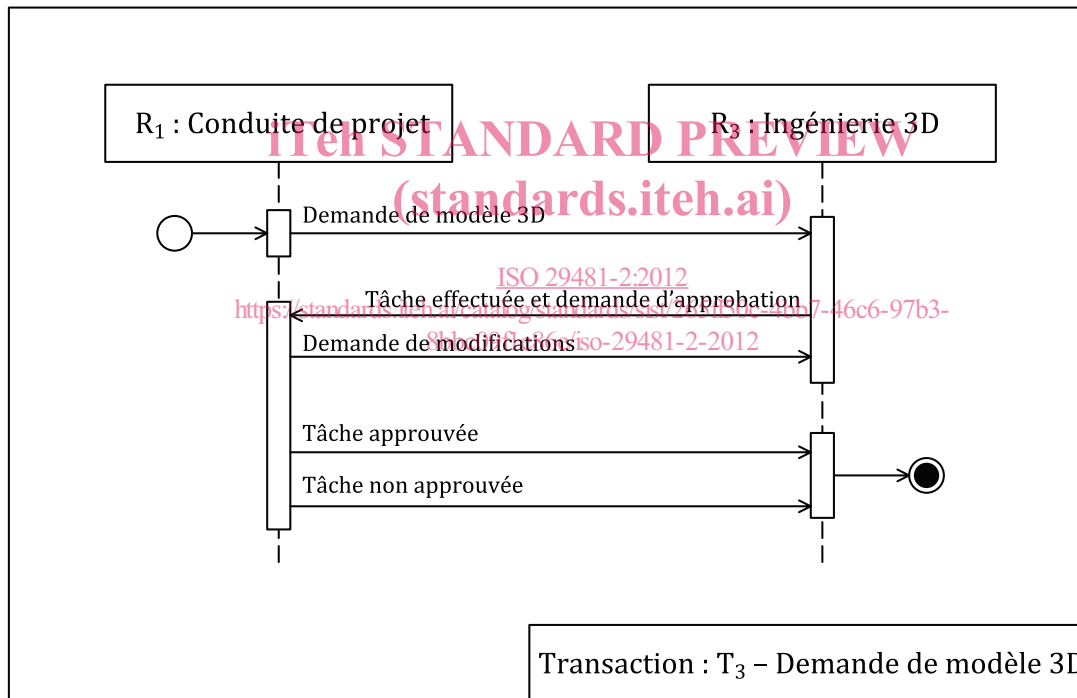 R₁ : Conduite de projet
R₃ : Ingénierie 3D
iTeh STANDARD PREVIEW
(standards.iteh.ai)
Demande de modèle 3D
ISO 29481-2:2012
Tâche effectuée et demande d’approbation
Demande de modifications
Tâche approuvée
Tâche non approuvée
Transaction : T₃ – Demande de modèle 3D